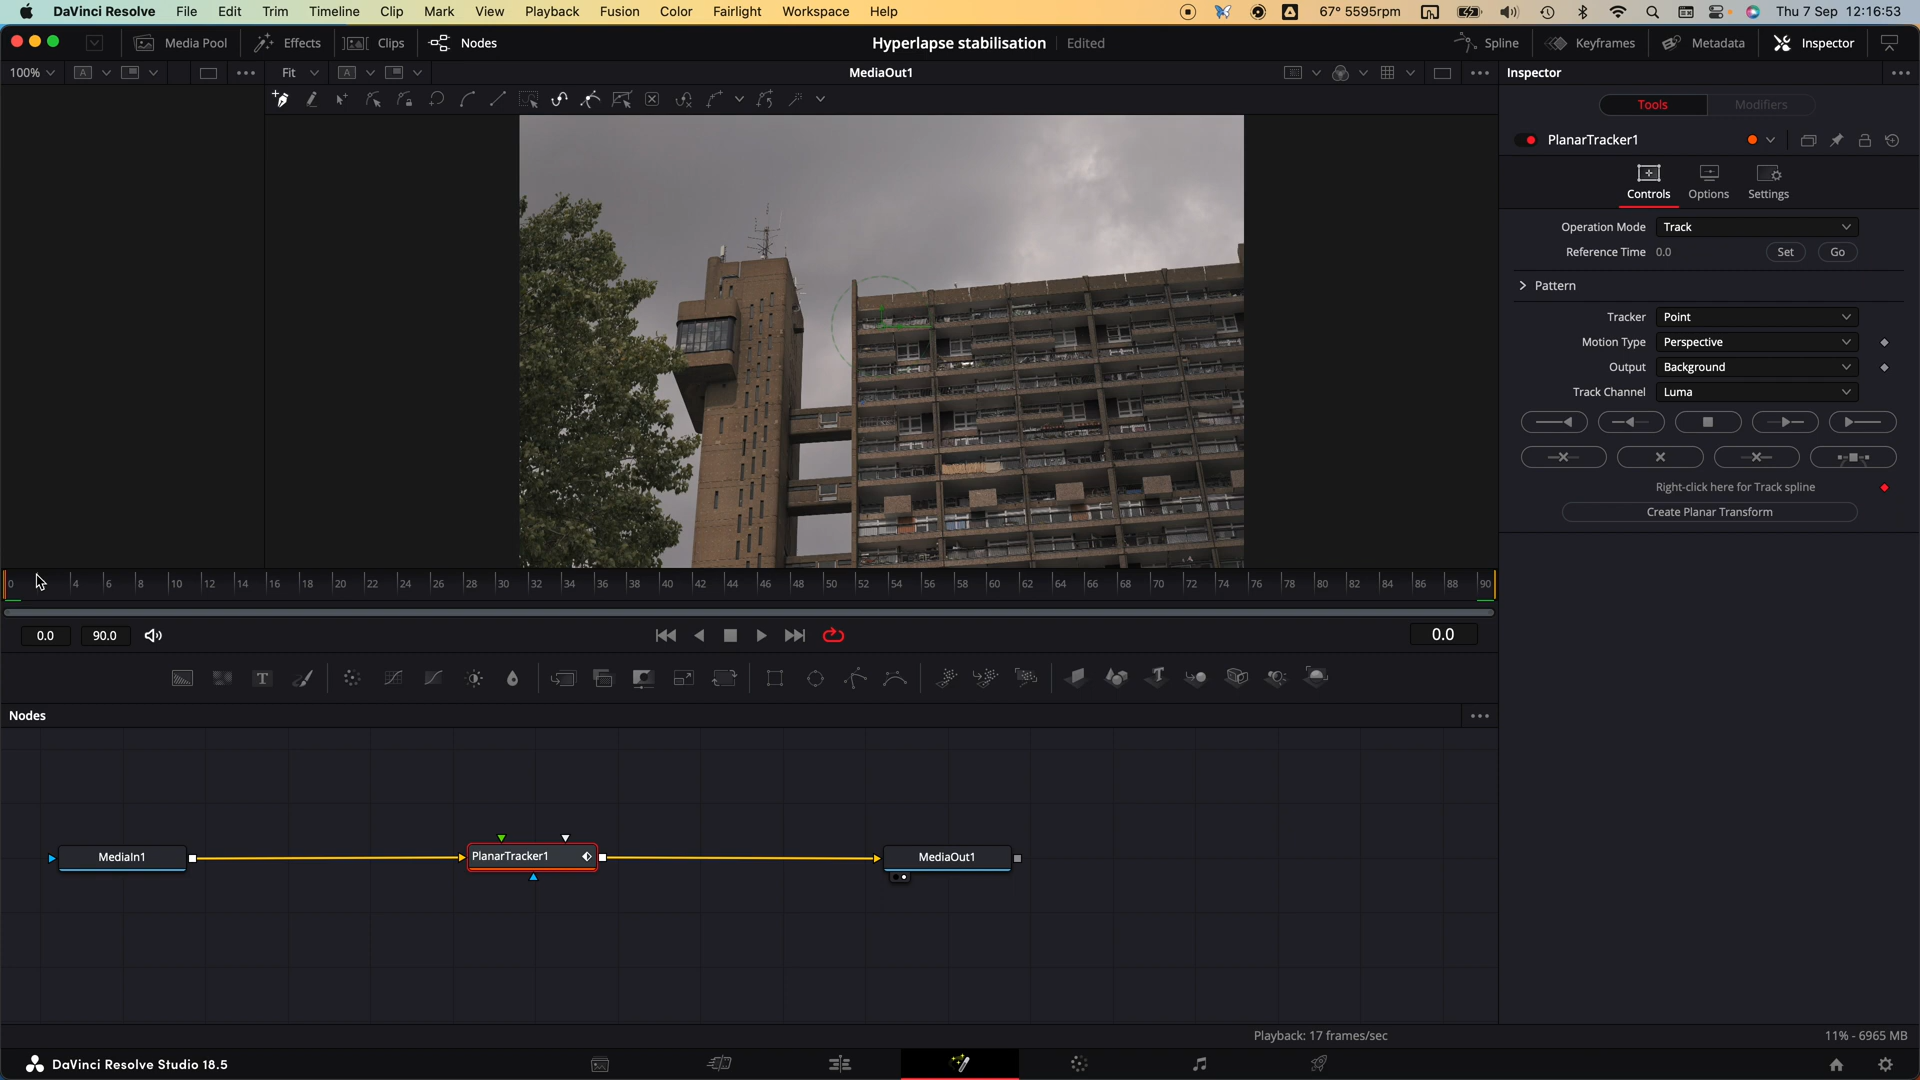 DaVinci Resolve File Edit Trim Timeline Clip Mark View Playback Fusion Color Fairlight Workspace Help 67° 5595rpm Thu 7 Sep 12:16:53
Media Pool Effects Clips Nodes Hyperlapse stabilisation Edited Spline Keyframes Metadata Inspector
100% A Fit A MediaOut1 Inspector
Tools Modifiers
PlanarTracker1
Controls Options Settings
Operation Mode Track
Reference Time 0.0 Set Go
Pattern
Tracker Point
Motion Type Perspective
Output Background
Track Channel Luma
Right-click here for Track spline
Create Planar Transform
0 4 6 8 10 12 14 16 18 20 22 24 26 28 30 32 34 36 38 40 42 44 46 48 50 52 54 56 58 60 62 64 66 68 70 72 74 76 78 80 82 84 86 88 90
0.0 90.0 0.0
T T
Nodes
MediaIn1 PlanarTracker1 MediaOut1
Playback: 17 frames/sec 11% - 6965 MB
DaVinci Resolve Studio 18.5